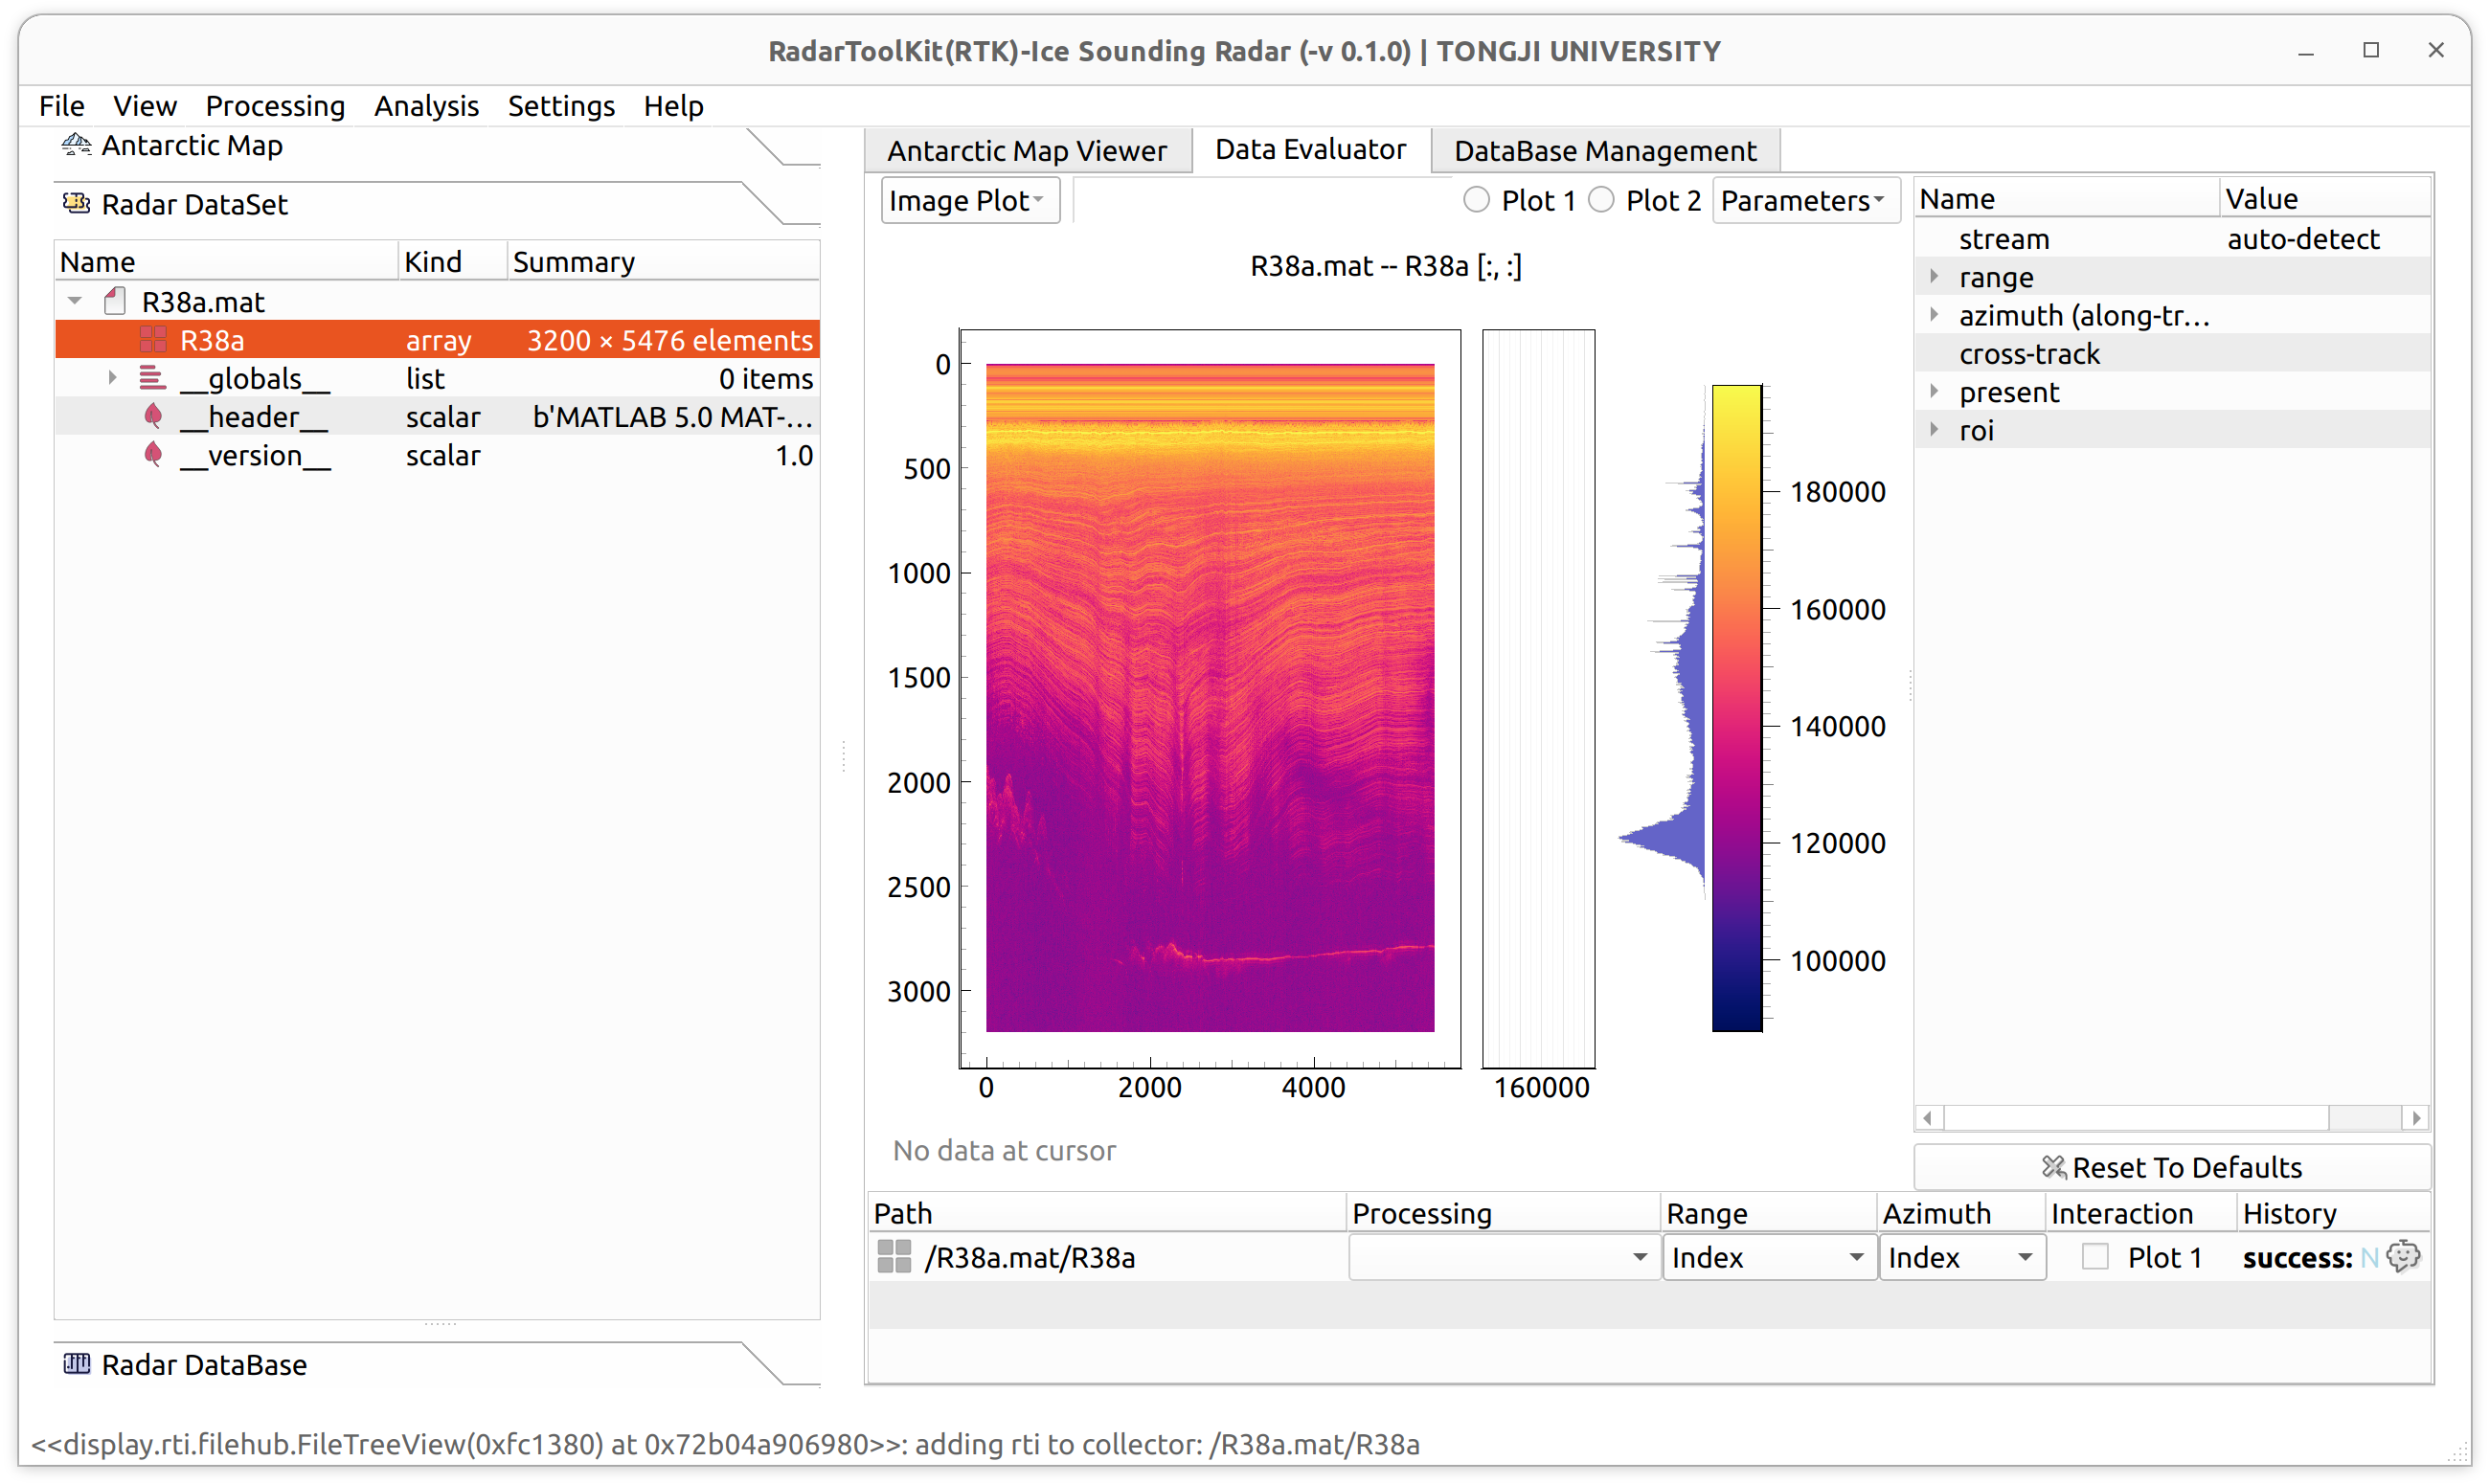 RadarToolKit(RTK)-Ice Sounding Radar (-v 0.1.0) | TONGJI UNIVERSITY
File View Processing Analysis Settings Help
Antarctic Map
Radar DataSet
Name Kind Summary
R38a.mat
R38a array 3200 × 5476 elements
__globals__ list 0 items
__header__ scalar b'MATLAB 5.0 MAT-...
__version__ scalar 1.0
Radar DataBase
Antarctic Map Viewer Data Evaluator DataBase Management
Image Plot Plot 1 Plot 2 Parameters
R38a.mat -- R38a [:, :]
0
500
1000
1500
2000
2500
3000
0 2000 4000
160000
180000
160000
140000
120000
100000
No data at cursor
Name Value
stream auto-detect
range
azimuth (along-tr...
cross-track
present
roi
Reset To Defaults
Path Processing Range Azimuth Interaction History
/R38a.mat/R38a Index Index Plot 1 success: N
<<display.rti.filehub.FileTreeView(0xfc1380) at 0x72b04a906980>>: adding rti to collector: /R38a.mat/R38a